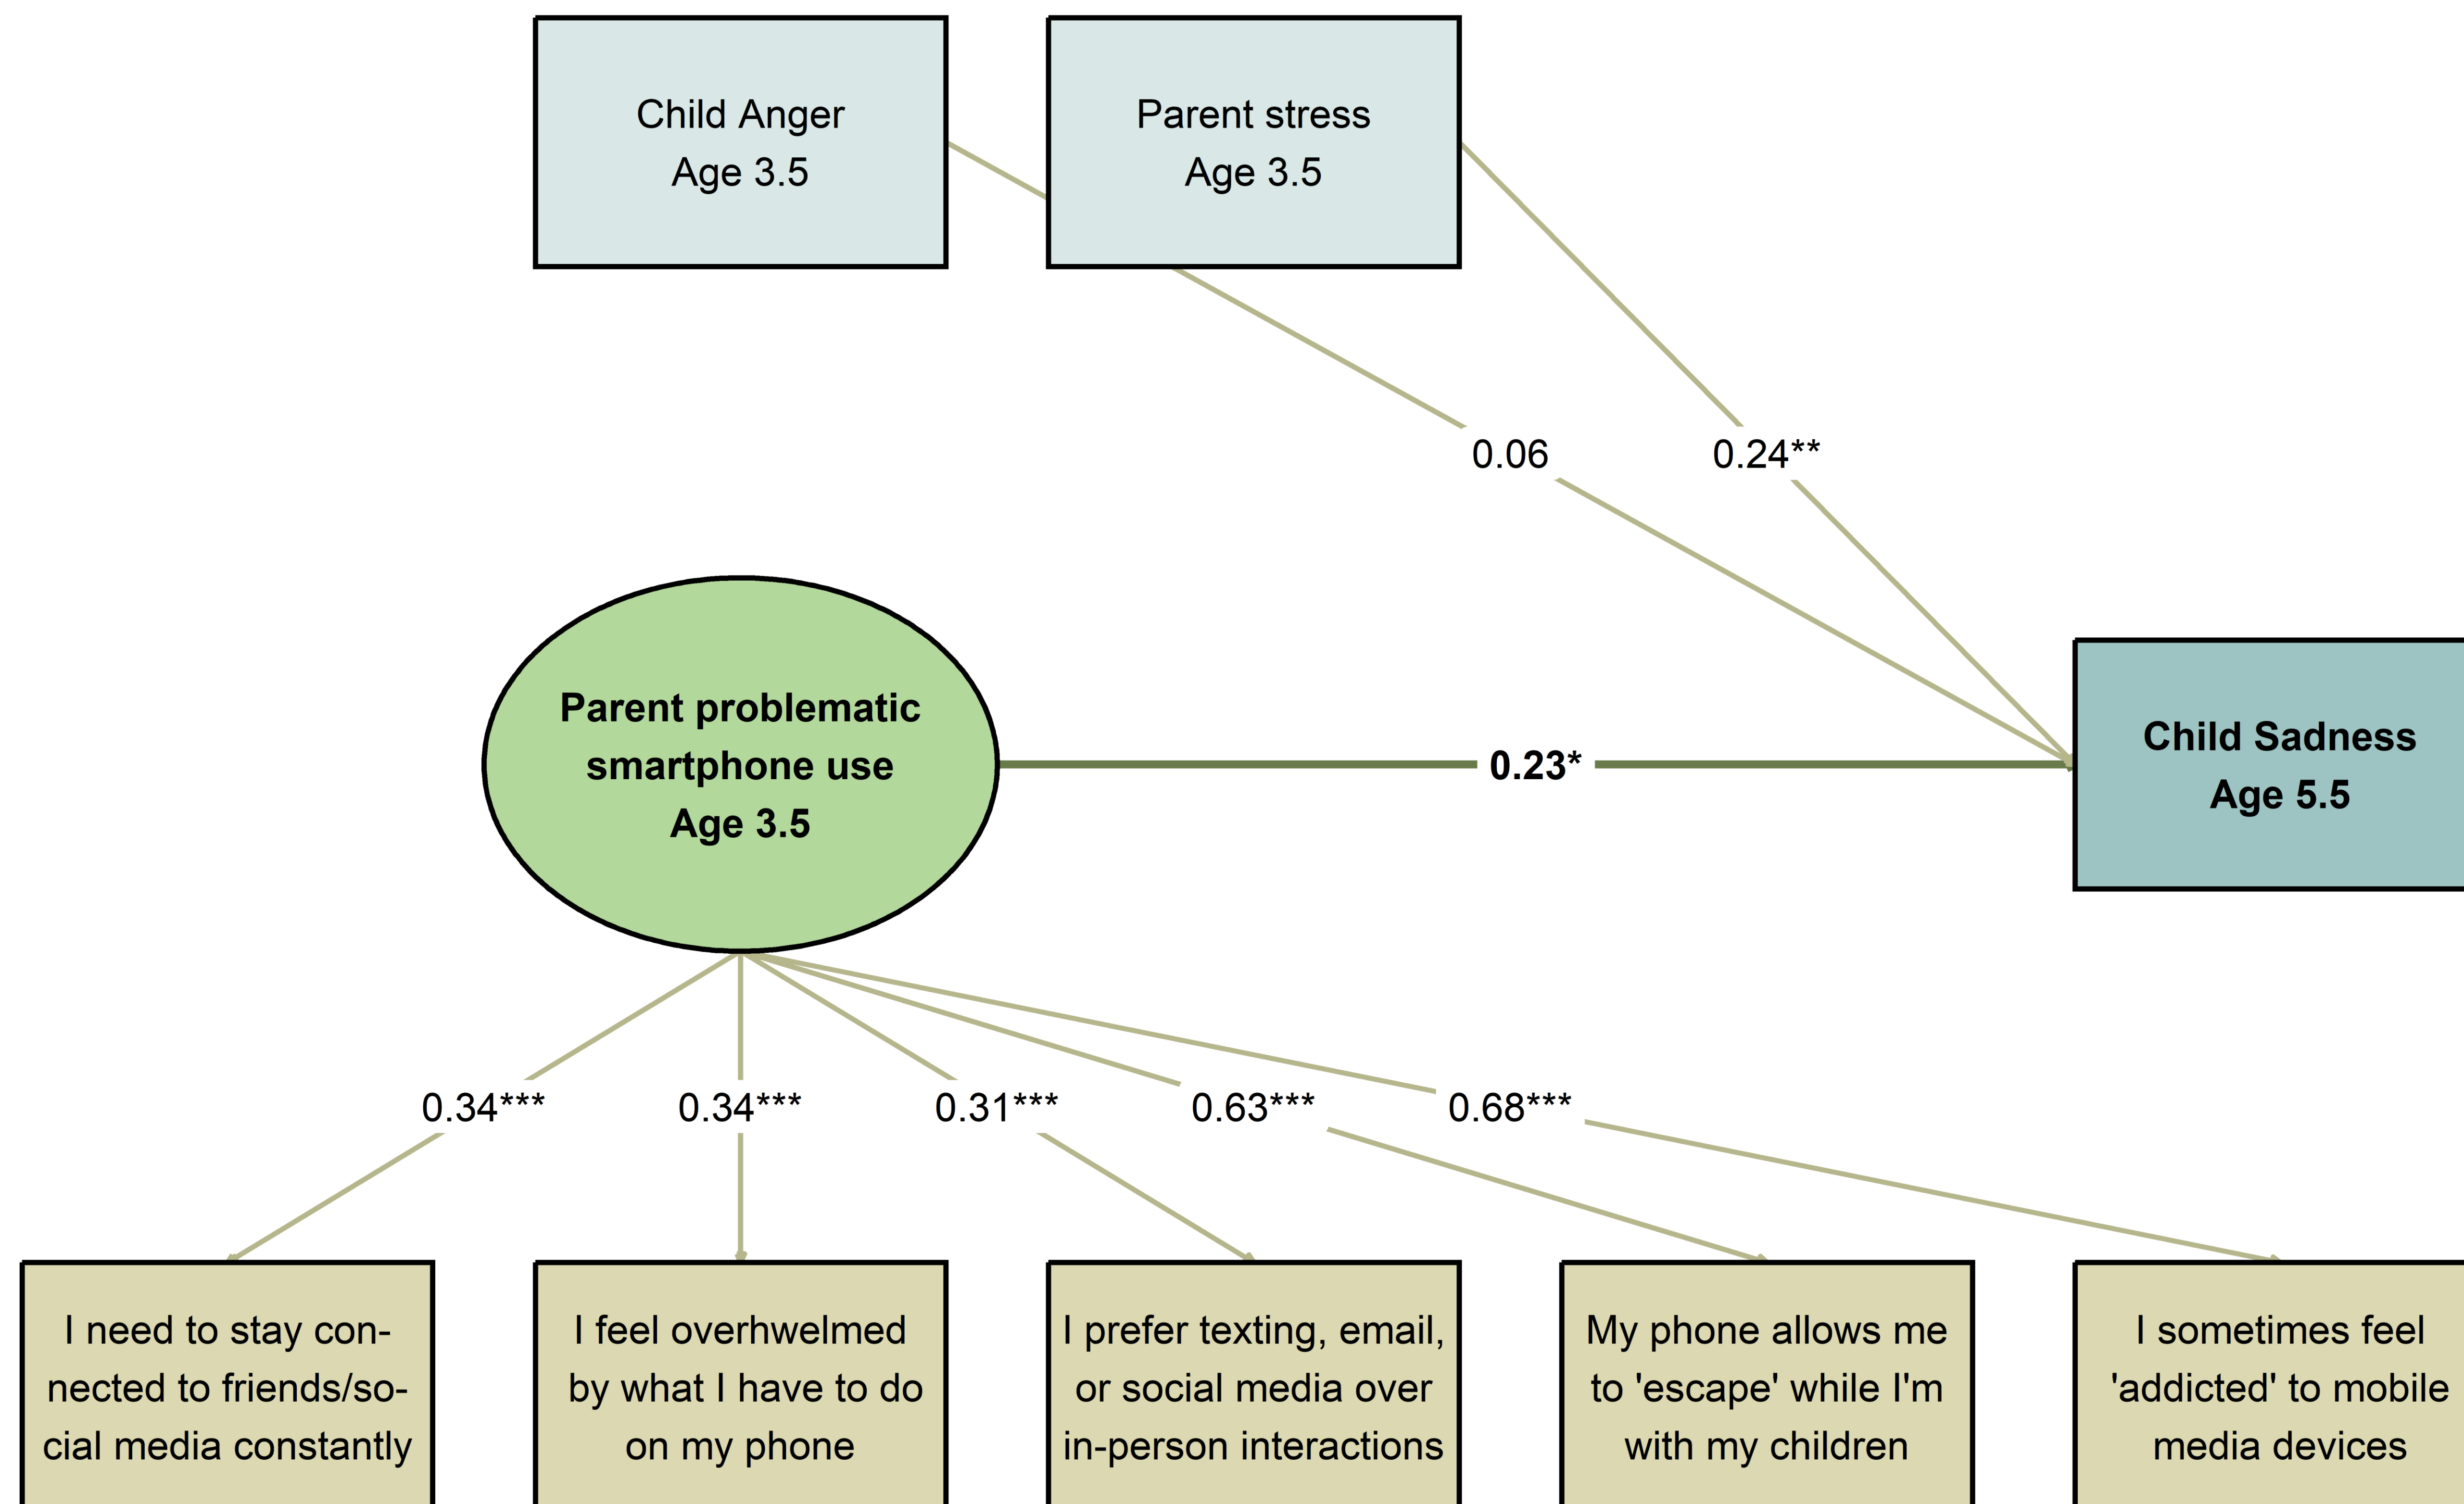 Child Anger
Age 3.5
Parent stress
Age 3.5
0.06
0.24**
Parent problematic
smartphone use
Age 3.5
0.23*
Child Sadness
Age 5.5
0.34***
0.34***
0.31***
0.63***
0.68***
I need to stay con-
nected to friends/so-
cial media constantly
I feel overhwelmed
by what I have to do
on my phone
I prefer texting, email,
or social media over
in-person interactions
My phone allows me
to 'escape' while I'm
with my children
I sometimes feel
'addicted' to mobile
media devices